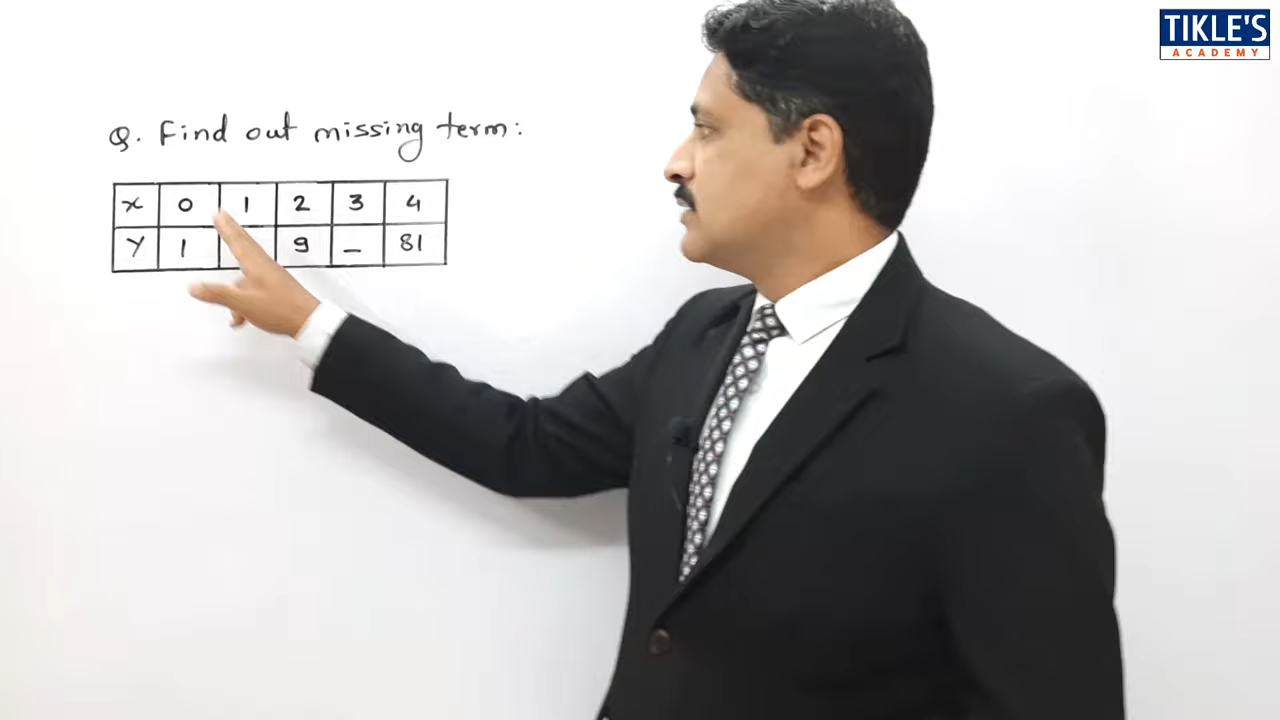 TIKLE'S
ACADEMY
Q. Find out missing term:
x 0 1 2 3 4
y 1 9 _ 81